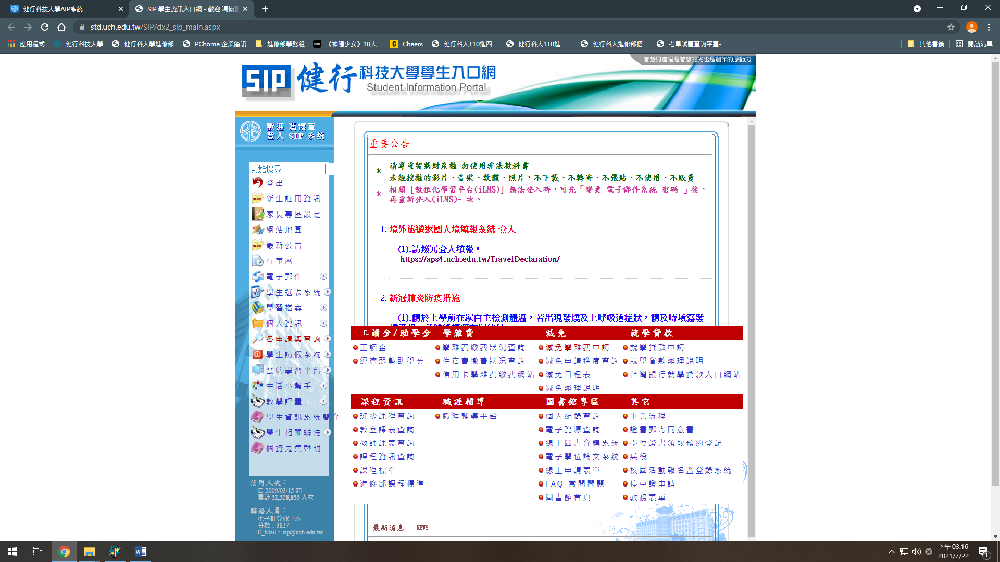 健行科技大學AIP系統
SIP 學生資訊入口網 - 歡迎 馮懷萱
std.uch.edu.tw/SIP/dx2_sip_main.aspx
應用程式
健行科技大學
健行科大學進修部
PChome 企業簡訊
進修部學務組
《神隱少女》10大...
Cheers
健行科大110進四...
健行科大110進二...
健行科大進修部招...
考畢試題查詢平臺-...
其他書籤
閱讀清單
智慧財產權是智慧的光也是創作的原動力
SIP 健行科技大學學生入口網
Student Information Portal
歡迎 馮懷萱
登入 SIP 系統
功能搜尋
登出
新生註冊資訊
家長專區設定
網站地圖
最新公告
行事曆
電子郵件
學生選課系統
學習檔案
個人資訊
各申請與查詢
學生請假系統
雲端學習平台
生活小幫手
教學評量
學生資訊系統簡介
學生相關辦法
個資蒐集聲明
使用人次：
自 2009/03/15 起
累計 32,328,853 人次
聯絡人員：
電子計算機中心
分機：3827
E_Mail：sip@uch.edu.tw
重要公告
* 請尊重智慧財產權 勿使用非法教科書
未經授權的影片、音樂、軟體、照片，不下載、不轉寄、不張貼、不使用、不販賣
* 相關 [數位化學習平台(iLMS)] 無法登入時，可先「變更 電子郵件系統 密碼 」後，
再重新登入(iLMS)一次。
1. 境外旅遊返國入境填報系統 登入
(1).請撥冗登入填報。
https://aps4.uch.edu.tw/TravelDeclaration/
2. 新冠肺炎防疫措施
(1).請於上學前在家自主檢測體溫，若出現發燒及上呼吸道症狀，請及時填寫發
工讀金/助學金 學雜費 減免 就學貸款
工讀金 學雜費繳費狀況查詢 減免學雜費申請 就學貸款申請
經濟弱勢助學金 住宿費繳費狀況查詢 減免申請進度查詢 就學貸款辦理說明
信用卡學雜費繳費網站 減免日程表 台灣銀行就學貸款入口網站
減免辦理說明
課程資訊 職涯輔導 圖書館專區 其它
班級課程查詢 職涯輔導平台 個人紀錄查詢 畢業流程
教室課表查詢 電子資源查詢 證書郵寄同意書
教師課表查詢 線上圖書介購系統 學位證書領取預約登記
課程資訊查詢 電子學位論文系統 兵役
課程標準 線上申請表單 校園活動報名暨登錄系統
進修部課程標準 FAQ 常問問題 停車證申請
圖書館首頁 教務表單
最新消息 NEWS
下午 03:16
2021/7/22
1